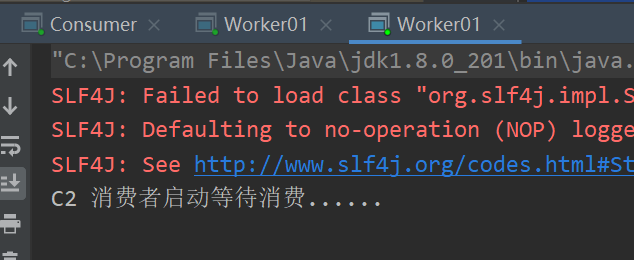 Consumer Worker01 Worker01
"C:\Program Files\Java\jdk1.8.0_201\bin\java.
SLF4J: Failed to load class "org.slf4j.impl.S
SLF4J: Defaulting to no-operation (NOP) logge
SLF4J: See http://www.slf4j.org/codes.html#St
C2 消费者启动等待消费......